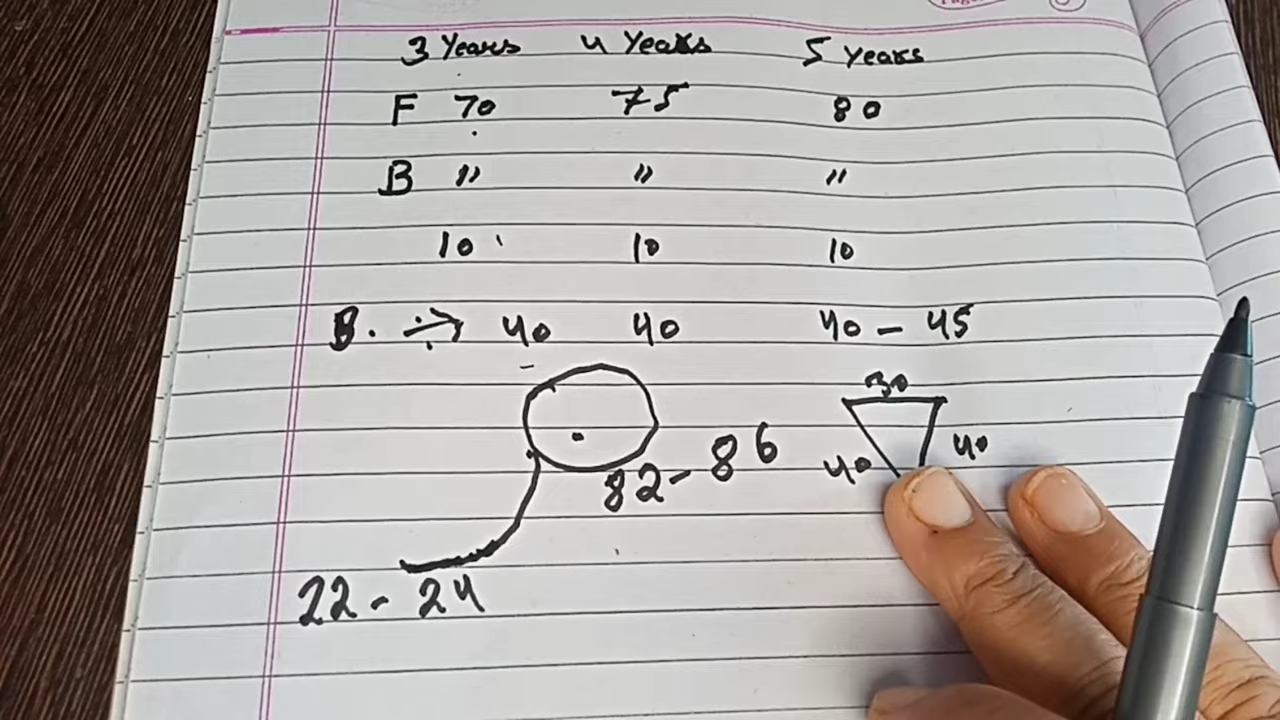 3 Years 4 Years 5 Years
F 70 75 80
B " " "
10 10 10
B. ÷> 40 40 40 - 45
30
40 40
82 - 86
22 - 24